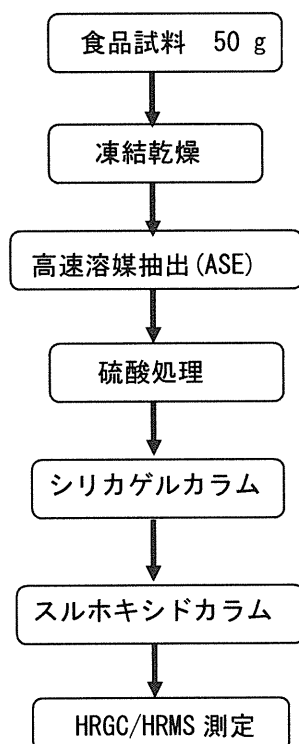 食品試料 50 g
凍結乾燥
高速溶媒抽出(ASE)
硫酸処理
シリカゲルカラム
スルホキシドカラム
HRGC/HRMS 測定